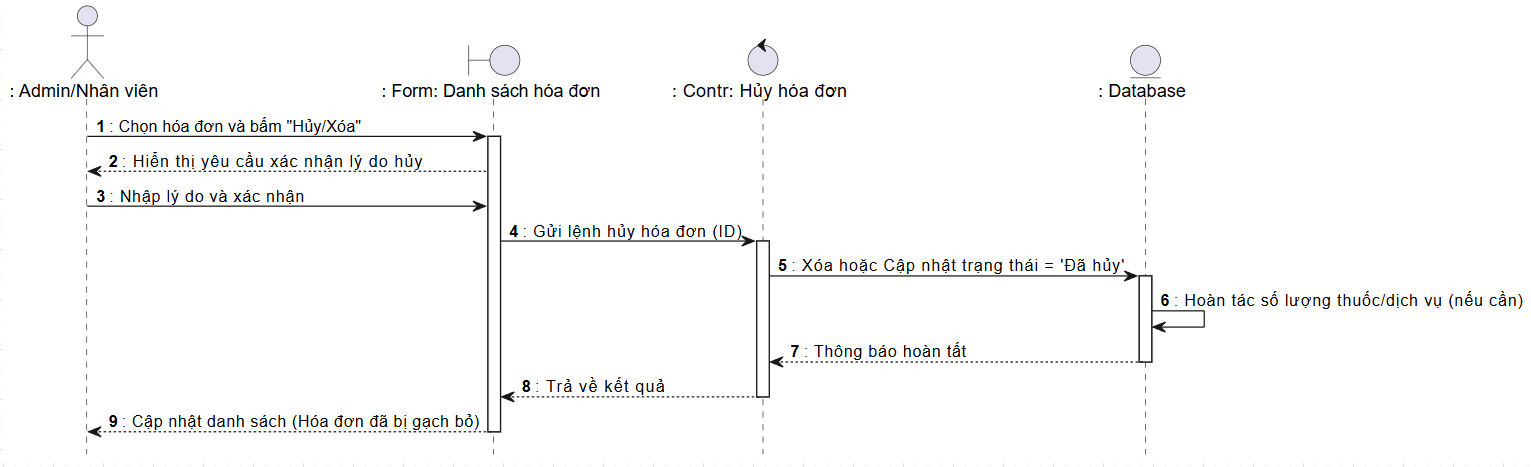 : Admin/Nhân viên
: Form: Danh sách hóa đơn
: Contr: Hủy hóa đơn
: Database
1 : Chọn hóa đơn và bấm "Hủy/Xóa"
2 : Hiển thị yêu cầu xác nhận lý do hủy
3 : Nhập lý do và xác nhận
4 : Gửi lệnh hủy hóa đơn (ID)
5 : Xóa hoặc Cập nhật trạng thái = 'Đã hủy'
6 : Hoàn tác số lượng thuốc/dịch vụ (nếu cần)
7 : Thông báo hoàn tất
8 : Trả về kết quả
9 : Cập nhật danh sách (Hóa đơn đã bị gạch bỏ)